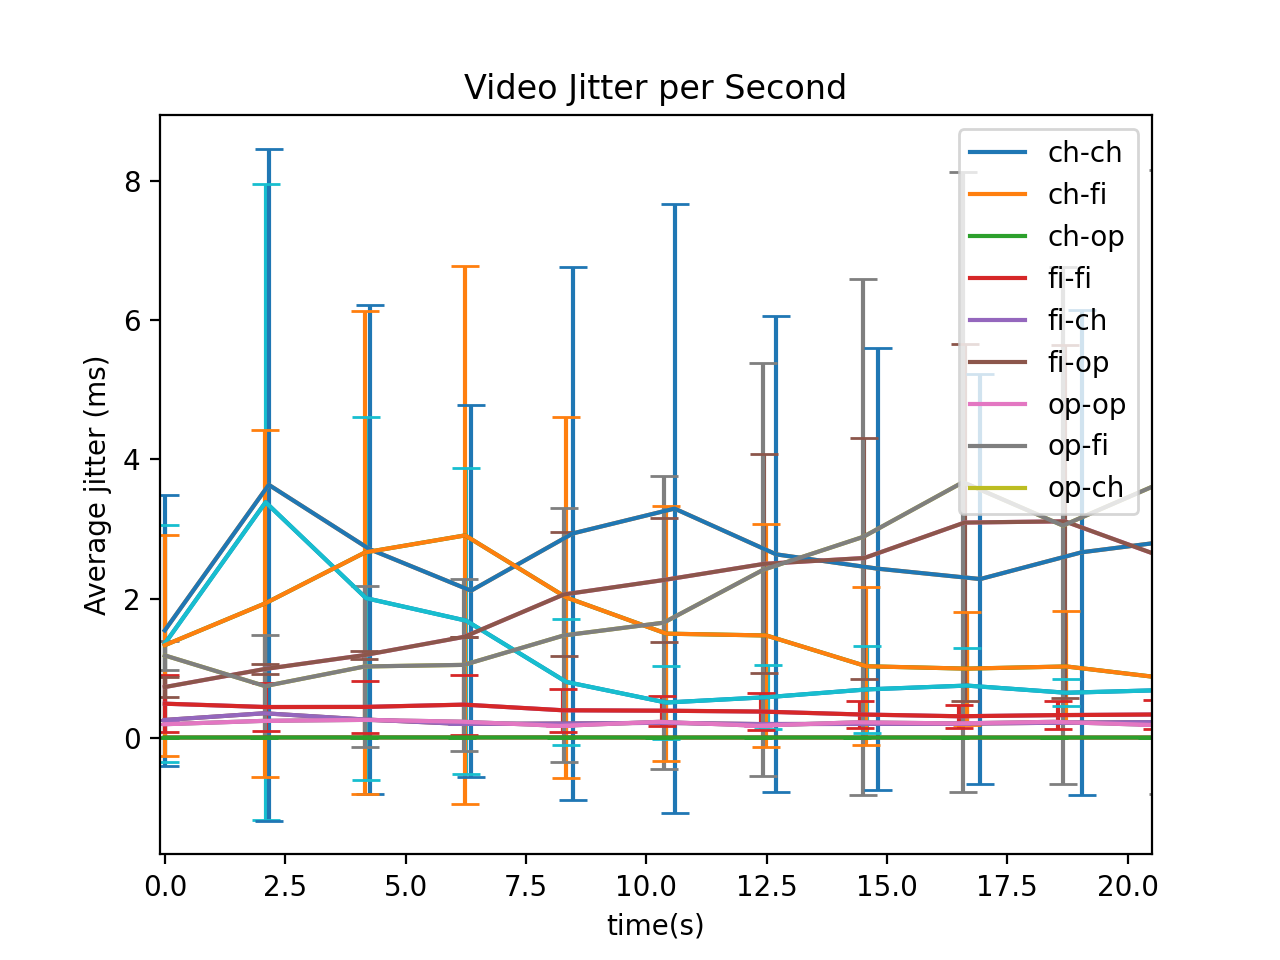 Video Jitter per Second
Average jitter (ms)
8
6
4
2
0
0.0 2.5 5.0 7.5 10.0 12.5 15.0 17.5 20.0
time(s)
ch-ch
ch-fi
ch-op
fi-fi
fi-ch
fi-op
op-op
op-fi
op-ch